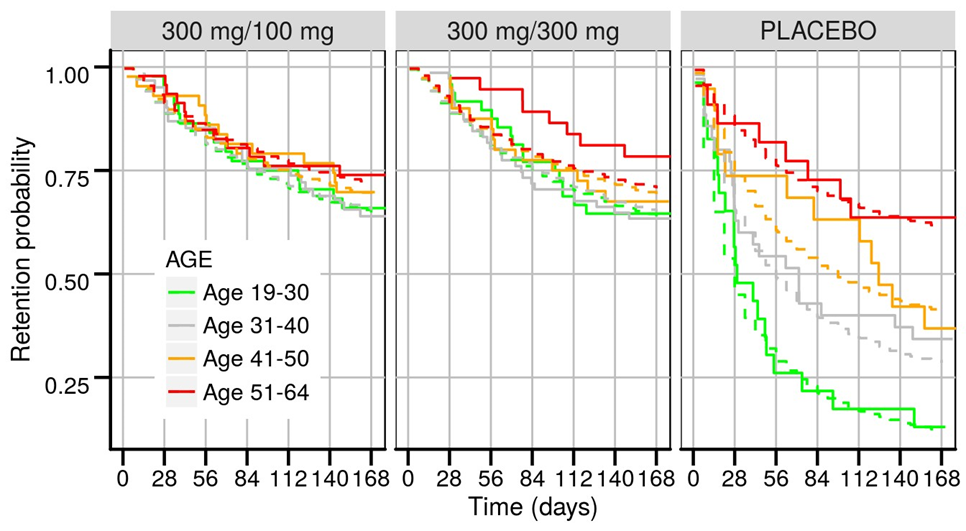 300 mg/100 mg
300 mg/300 mg
PLACEBO
Retention probability
1.00
0.75
0.50
0.25
AGE
Age 19-30
Age 31-40
Age 41-50
Age 51-64
0 28 56 84 112 140 168
0 28 56 84 112 140 168
0 28 56 84 112 140 168
Time (days)